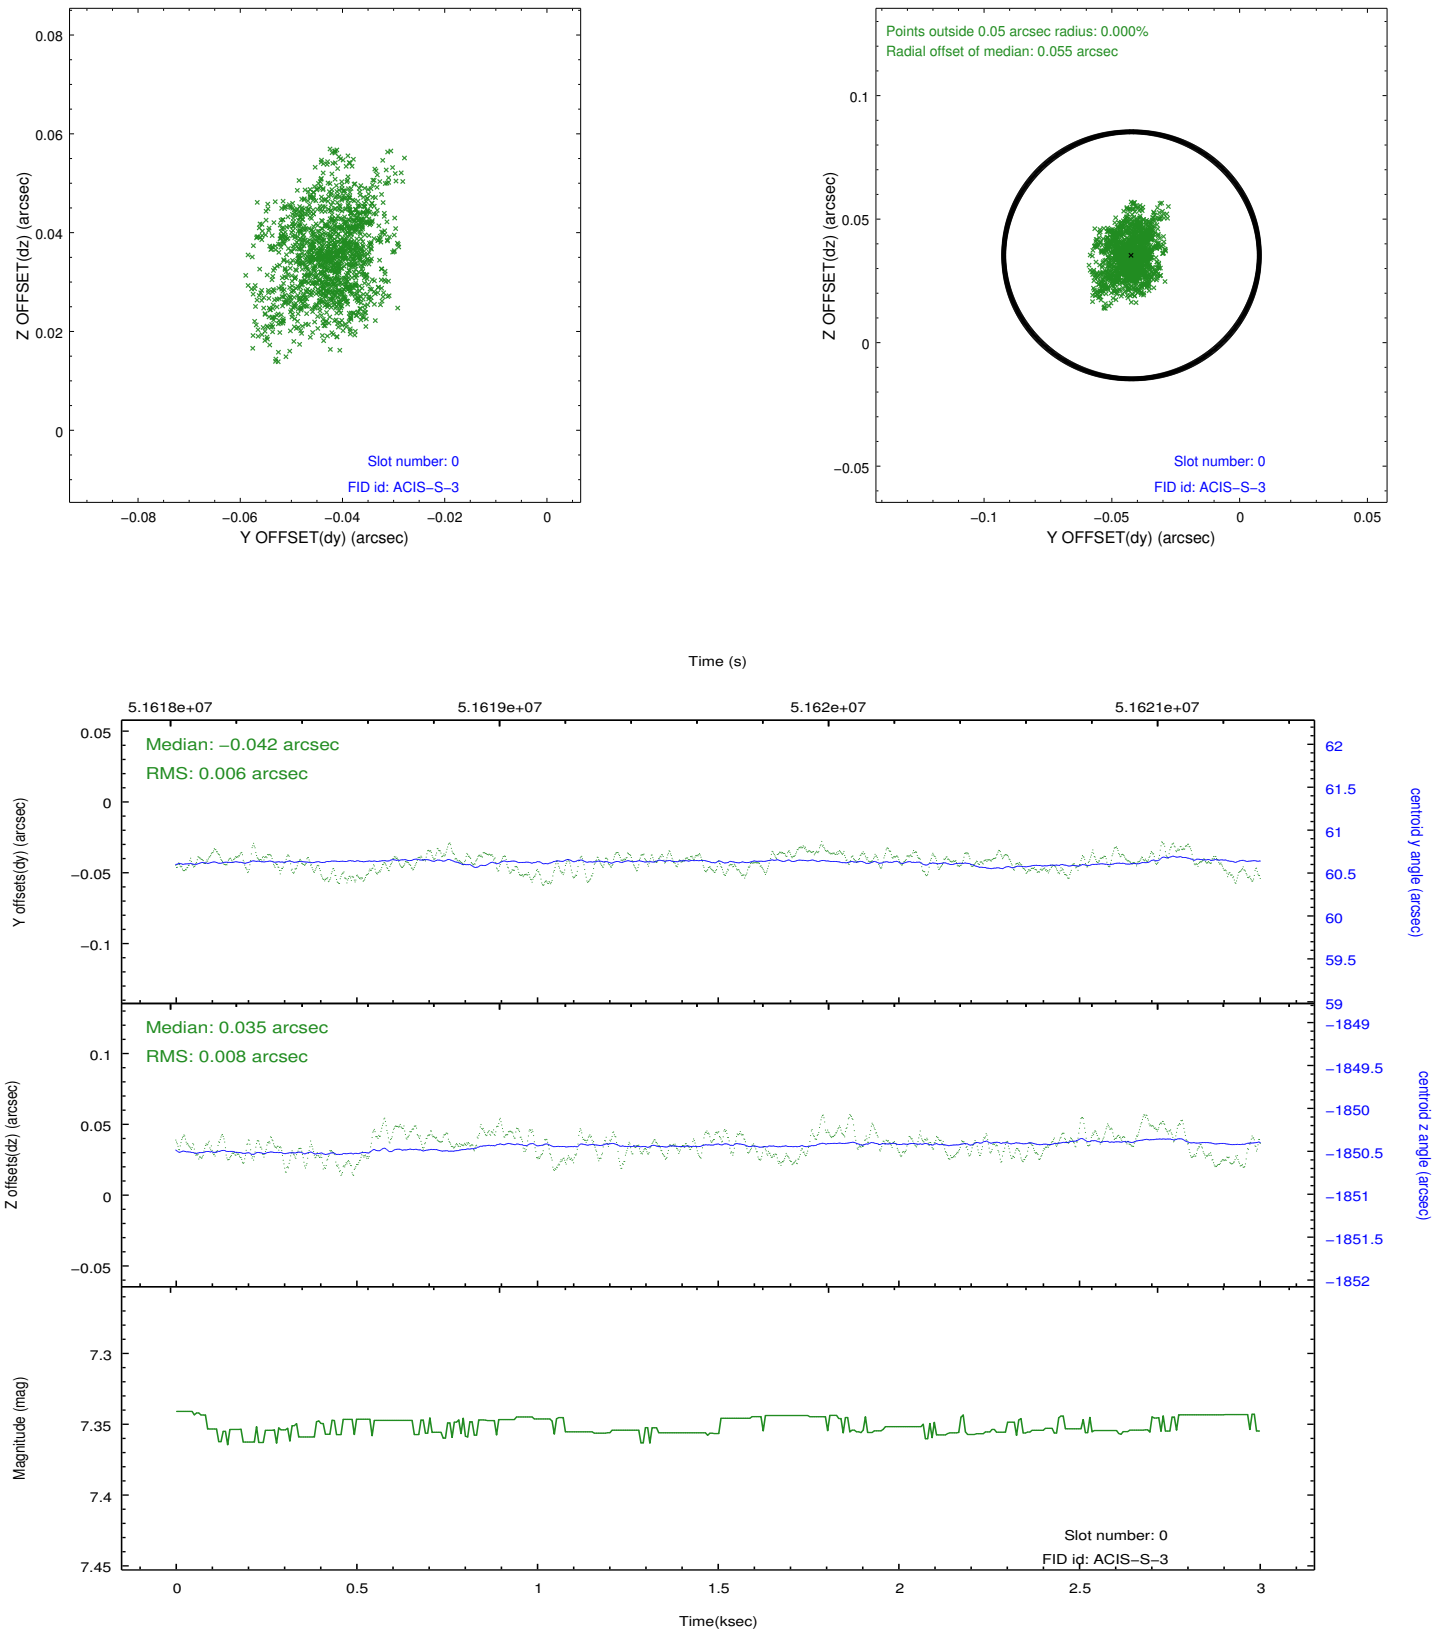 0.08
0.06
0.04
0.02
0
Z OFFSET(dz) (arcsec)
Slot number: 0
FID id: ACIS−S−3
−0.08
−0.06
−0.04
−0.02
0
Y OFFSET(dy) (arcsec)
Points outside 0.05 arcsec radius: 0.000%
Radial offset of median: 0.055 arcsec
0.1
0.05
0
−0.05
Z OFFSET(dz) (arcsec)
Slot number: 0
FID id: ACIS−S−3
−0.1
−0.05
0
0.05
Y OFFSET(dy) (arcsec)
Time (s)
5.1618e+07
5.1619e+07
5.162e+07
5.1621e+07
Median: −0.042 arcsec
RMS: 0.006 arcsec
0.05
0
−0.05
−0.1
Y offsets(dy) (arcsec)
62
61.5
61
60.5
60
59.5
59
centroid y angle (arcsec)
Median: 0.035 arcsec
RMS: 0.008 arcsec
0.1
0.05
0
−0.05
Z offsets(dz) (arcsec)
−1849
−1849.5
−1850
−1850.5
−1851
−1851.5
−1852
centroid z angle (arcsec)
7.3
7.35
7.4
7.45
Magnitude (mag)
Slot number: 0
FID id: ACIS−S−3
0
0.5
1
1.5
2
2.5
3
Time(ksec)